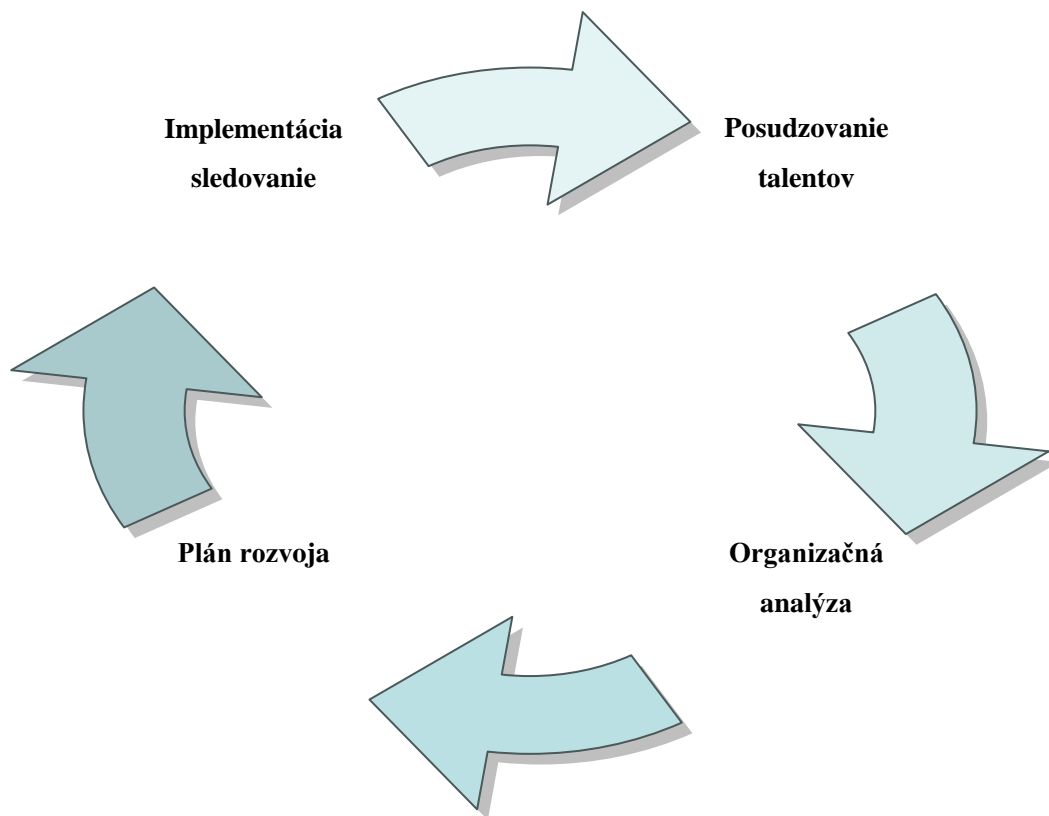 Implementácia
sledovanie
Posudzovanie
talentov
Plán rozvoja
Organizačná
analýza